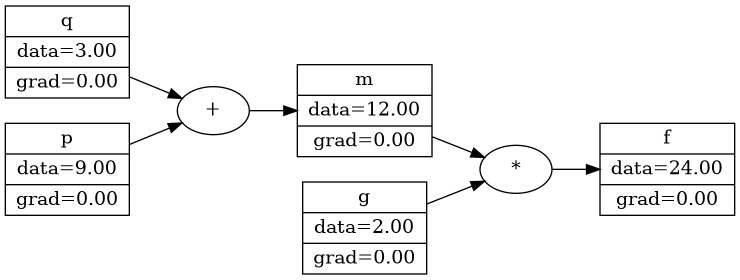 q
data=3.00
grad=0.00
p
data=9.00
grad=0.00
+
m
data=12.00
grad=0.00
g
data=2.00
grad=0.00
*
f
data=24.00
grad=0.00